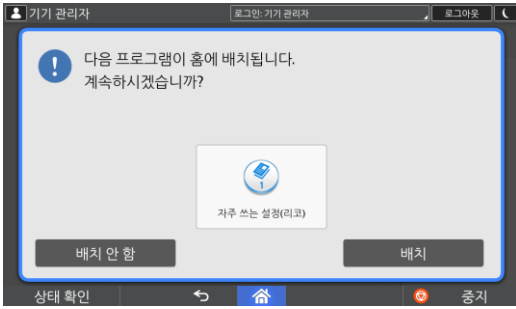 기기 관리자
로그인: 기기 관리자
로그아웃
다음 프로그램이 홈에 배치됩니다.
계속하시겠습니까?
1
자주 쓰는 설정(리코)
배치 안 함
배치
상태 확인
중지